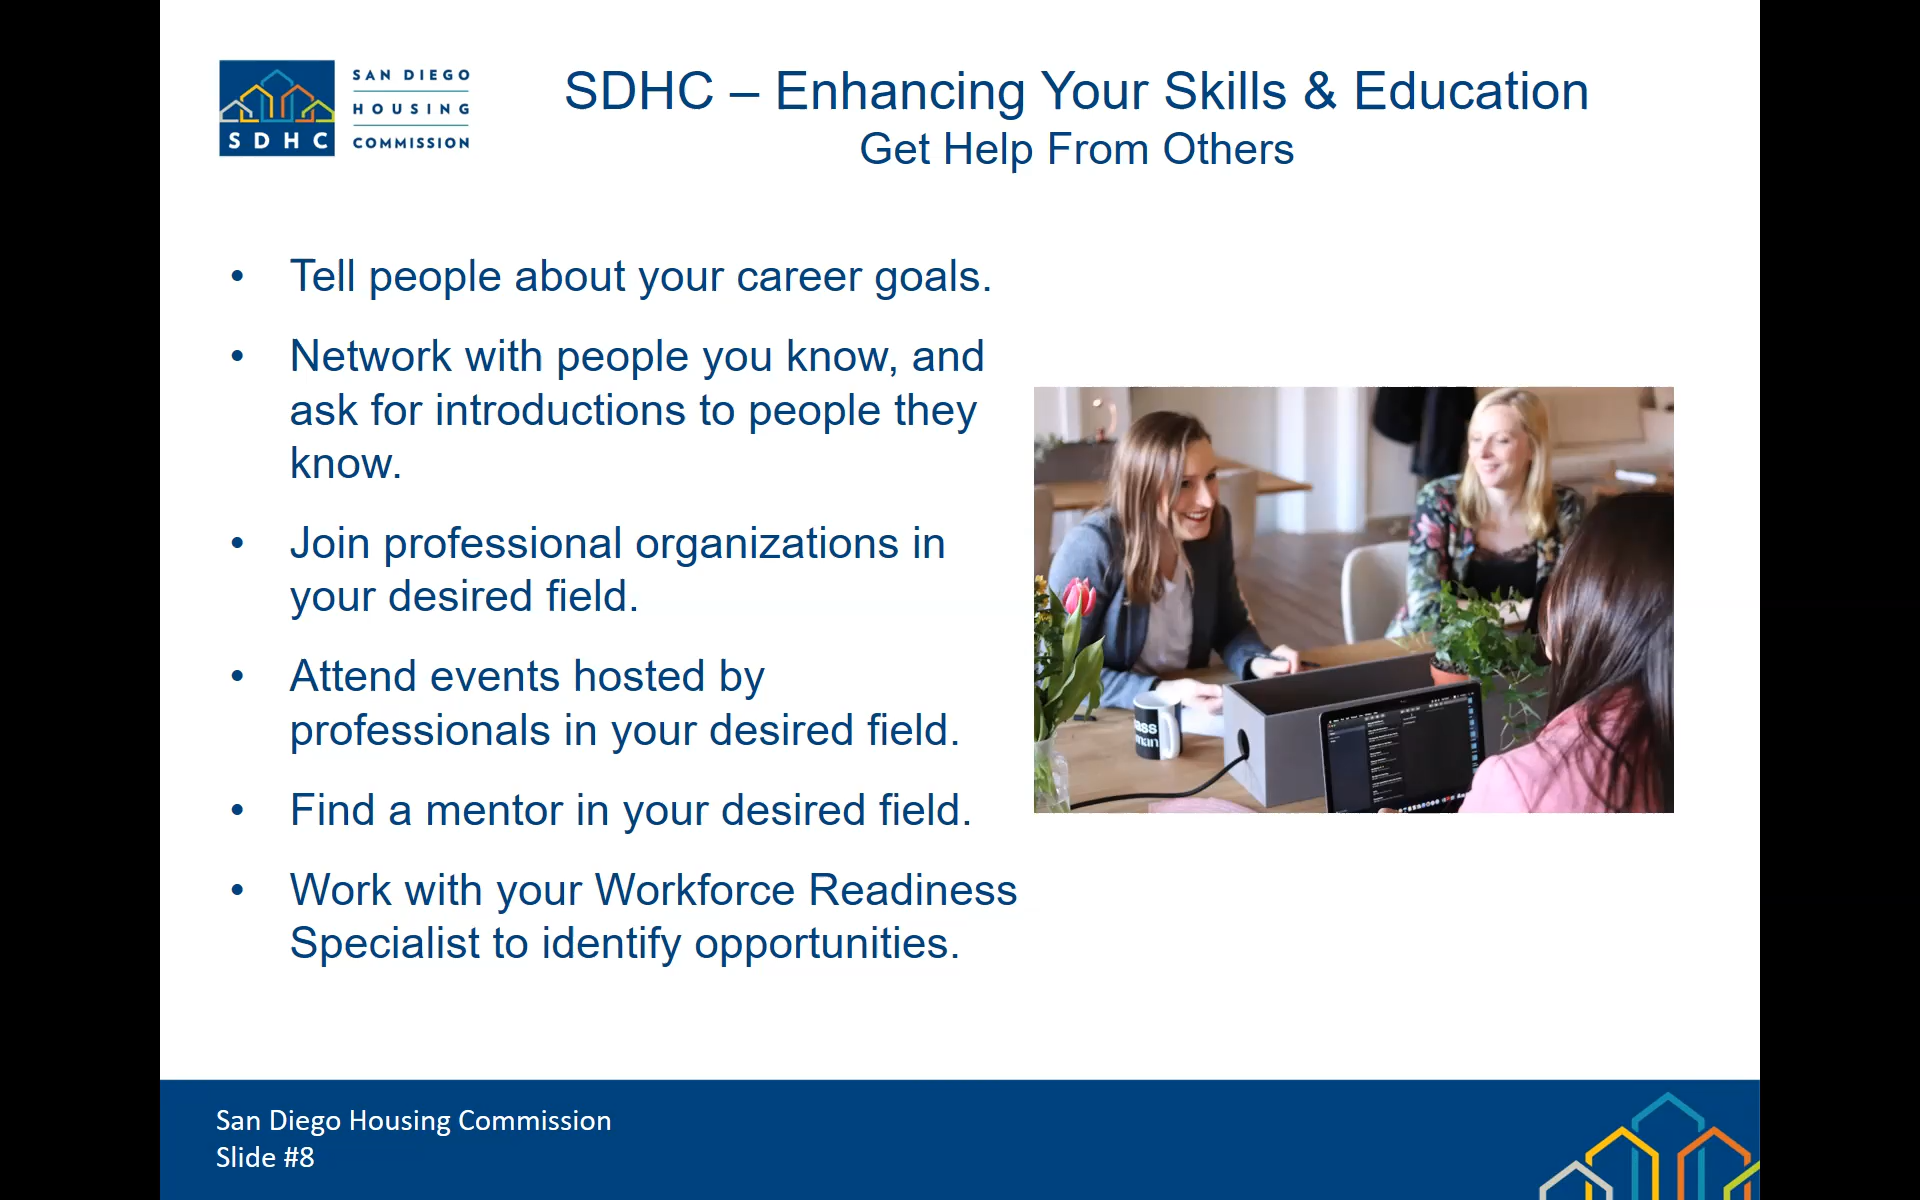 SDHC
SAN DIEGO
HOUSING
COMMISSION
SDHC – Enhancing Your Skills & Education
Get Help From Others
• Tell people about your career goals.
• Network with people you know, and
ask for introductions to people they
know.
• Join professional organizations in
your desired field.
• Attend events hosted by
professionals in your desired field.
• Find a mentor in your desired field.
• Work with your Workforce Readiness
Specialist to identify opportunities.
San Diego Housing Commission
Slide #8